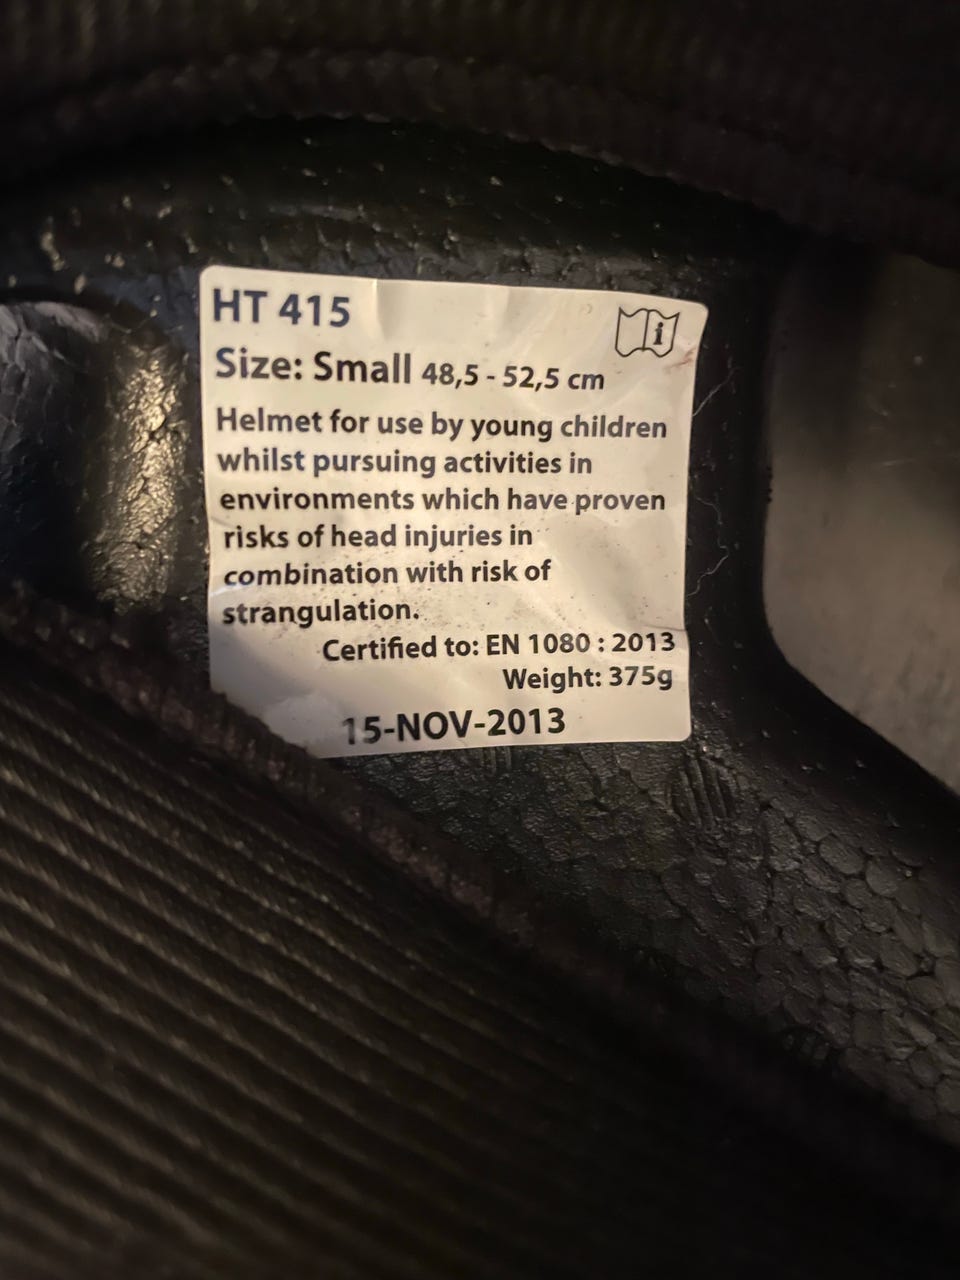 HT 415
i
Size: Small 48,5 - 52,5 cm
Helmet for use by young children
whilst pursuing activities in
environments which have proven
risks of head injuries in
combination with risk of
strangulation.
Certified to: EN 1080 : 2013
Weight: 375g
15-NOV-2013